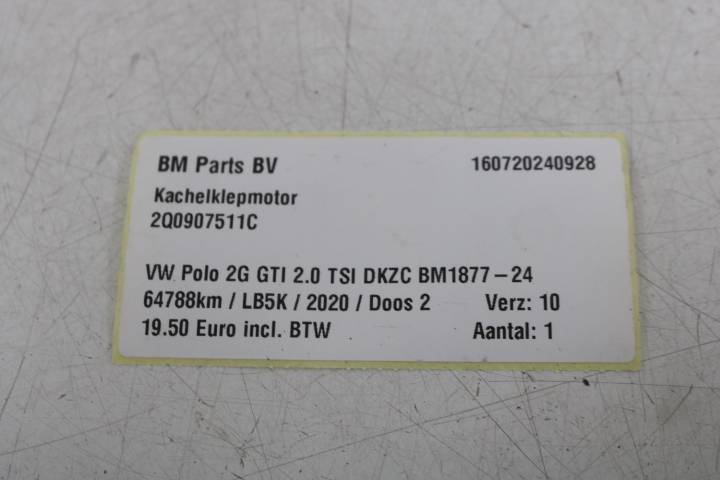 BM Parts BV 160720240928
Kachelklepmotor
2Q0907511C
VW Polo 2G GTI 2.0 TSI DKZC BM1877-24
64788km / LB5K / 2020 / Doos 2 Verz: 10
19.50 Euro incl. BTW Aantal: 1